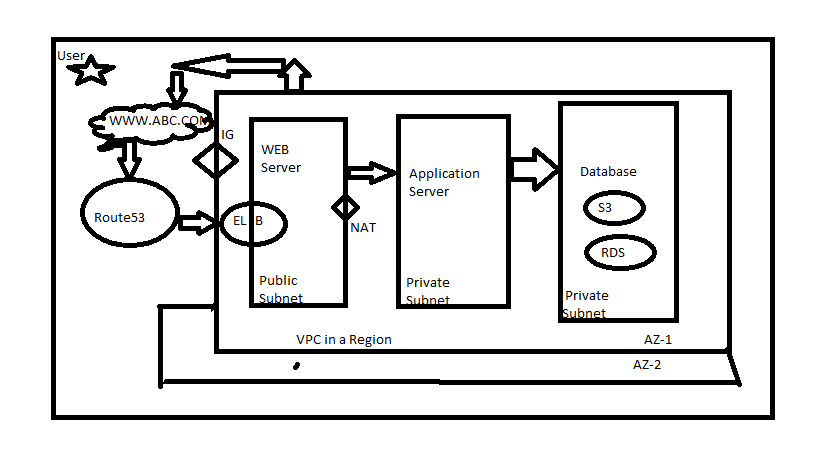 User
WWW.ABC.COM
IG
WEB
Server
Application
Server
Database
S3
Route53
ELB
NAT
RDS
Public
Subnet
Private
Subnet
Private
Subnet
VPC in a Region
AZ-1
AZ-2